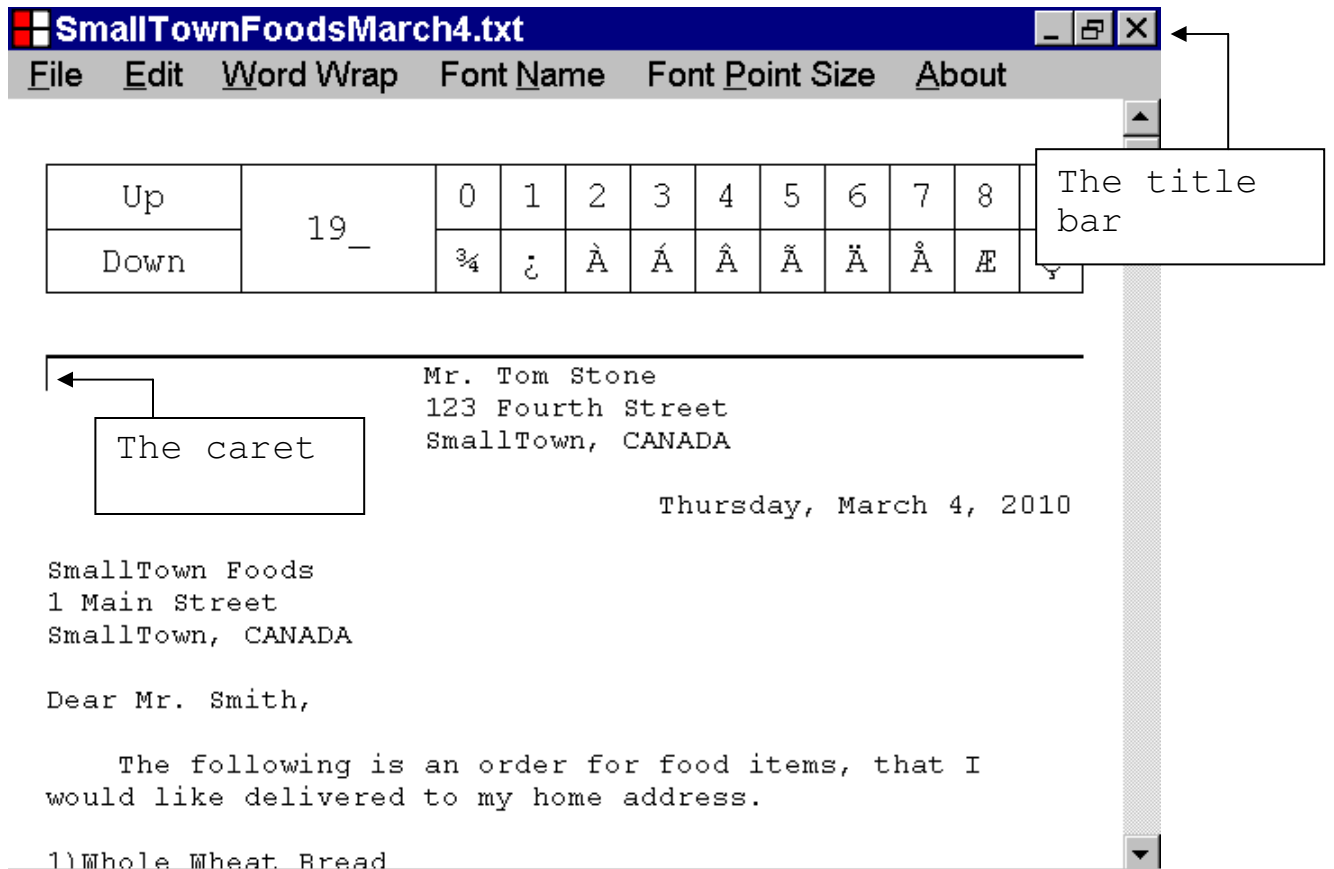 SmallTownFoodsMarch4.txt
File Edit Word Wrap Font Name Font Point Size About
Up 19_ 0 1 2 3 4 5 6 7 8
Down ¾ ¿ À Á Â Ã Ä Å Æ
The title
bar
Mr. Tom Stone
123 Fourth Street
SmallTown, CANADA
The caret
Thursday, March 4, 2010
SmallTown Foods
1 Main Street
SmallTown, CANADA
Dear Mr. Smith,
The following is an order for food items, that I
would like delivered to my home address.
1)Whole Wheat Bread